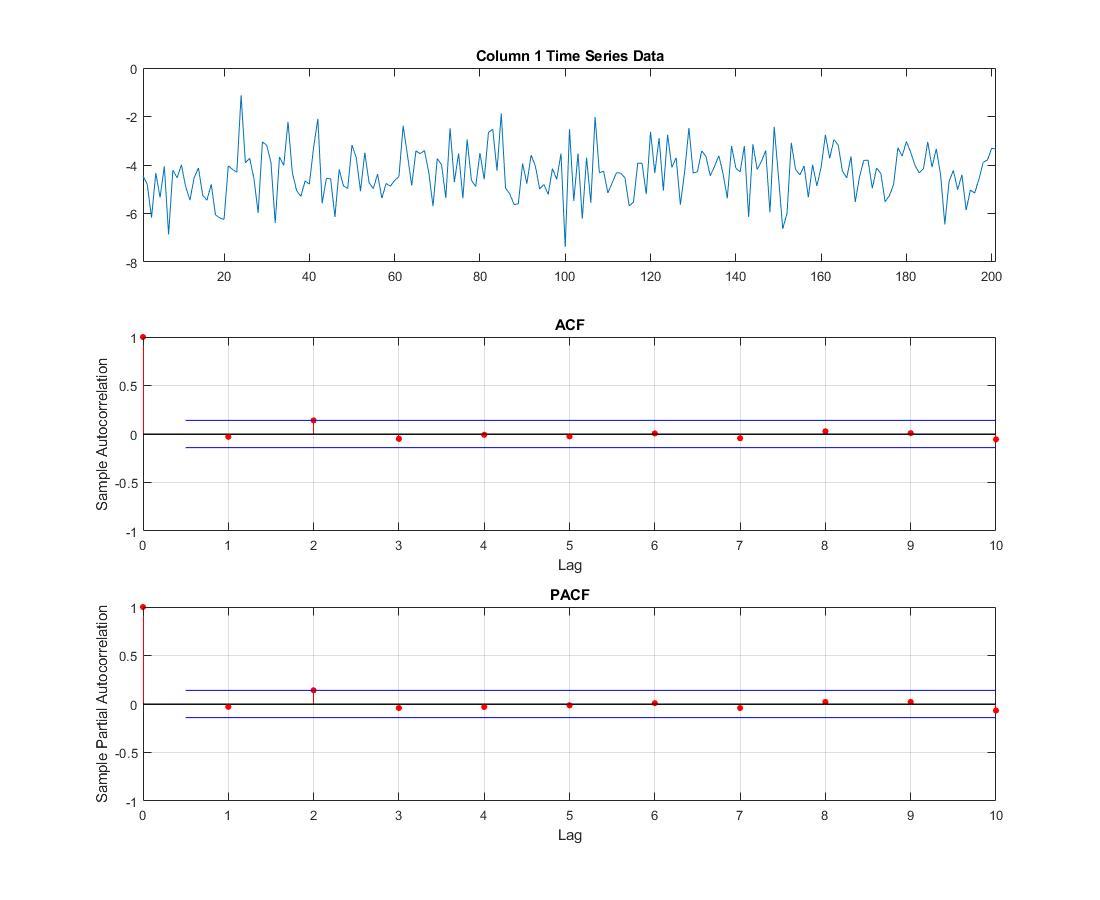 Column 1 Time Series Data
0
-2
-4
-6
-8
20 40 60 80 100 120 140 160 180 200
ACF
Sample Autocorrelation
1
0.5
0
-0.5
-1
0 1 2 3 4 5 6 7 8 9 10
Lag
PACF
Sample Partial Autocorrelation
1
0.5
0
-0.5
-1
0 1 2 3 4 5 6 7 8 9 10
Lag